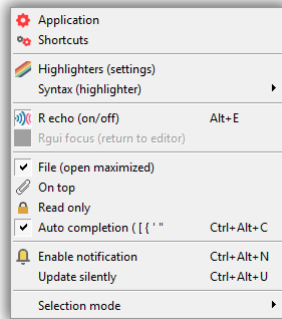 Application
Shortcuts
Highlighters (settings)
Syntax (highlighter)
R echo (on/off) Alt+E
Rgui focus (return to editor)
File (open maximized)
On top
Read only
Auto completion ( [ { ' " Ctrl+Alt+C
Enable notification Ctrl+Alt+N
Update silently Ctrl+Alt+U
Selection mode